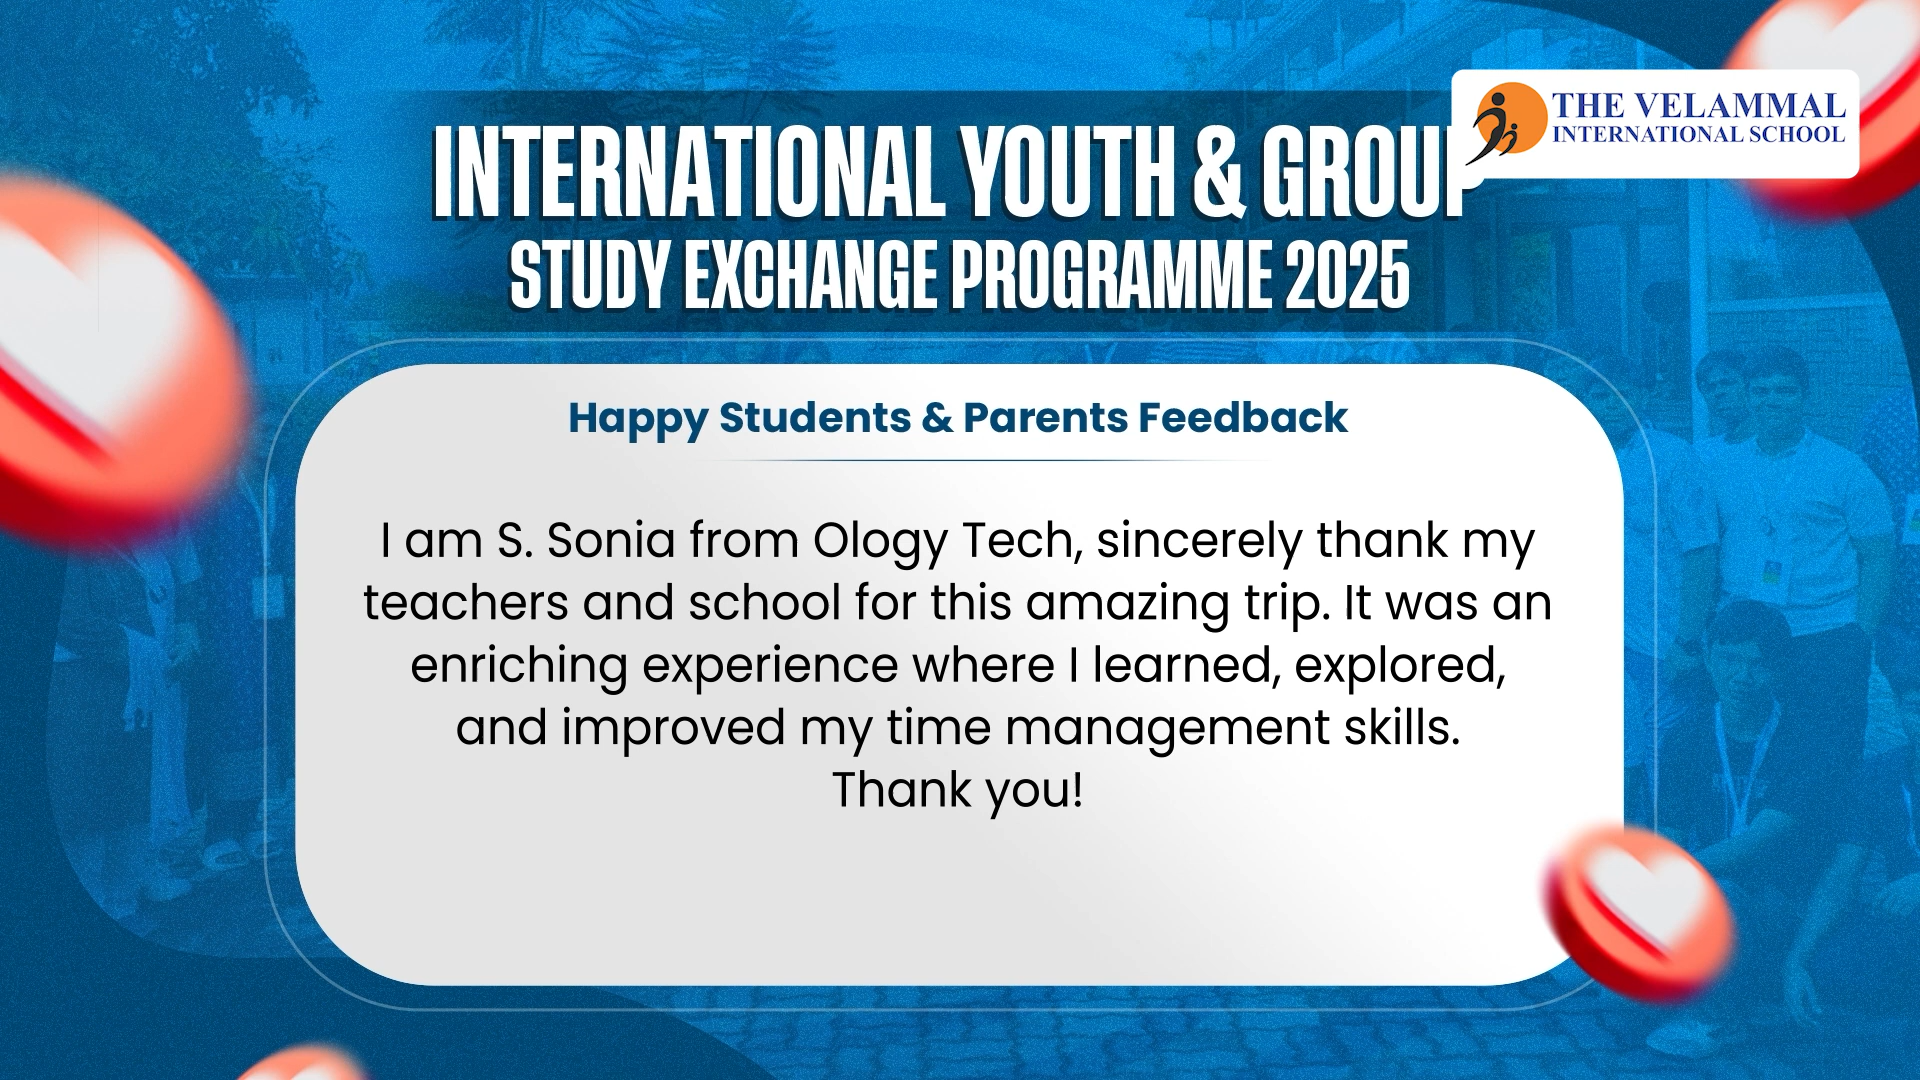 THE VELAMMAL
INTERNATIONAL SCHOOL
INTERNATIONAL YOUTH & GROUP
STUDY EXCHANGE PROGRAMME 2025
Happy Students & Parents Feedback
I am S. Sonia from Ology Tech, sincerely thank my
teachers and school for this amazing trip. It was an
enriching experience where I learned, explored,
and improved my time management skills.
Thank you!